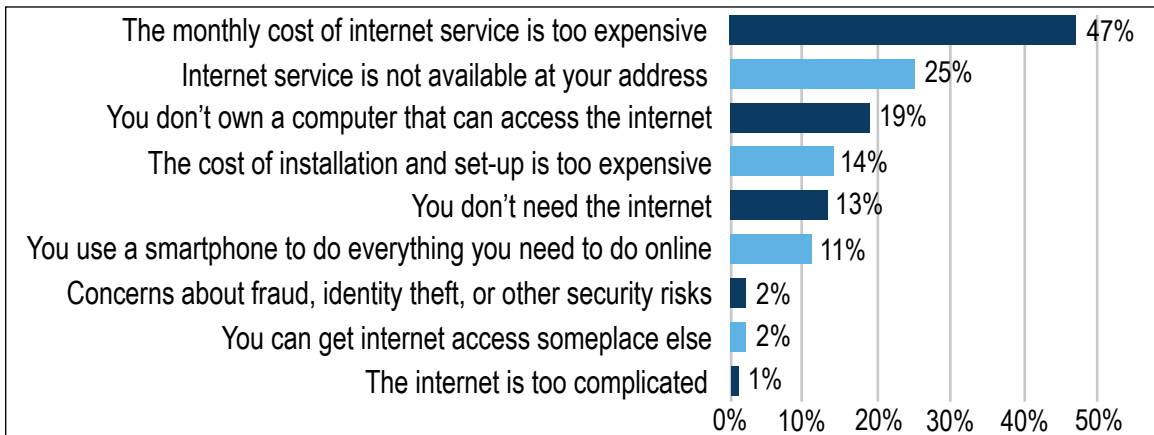 The monthly cost of internet service is too expensive 47%
Internet service is not available at your address 25%
You don’t own a computer that can access the internet 19%
The cost of installation and set-up is too expensive 14%
You don’t need the internet 13%
You use a smartphone to do everything you need to do online 11%
Concerns about fraud, identity theft, or other security risks 2%
You can get internet access someplace else 2%
The internet is too complicated 1%
0% 10% 20% 30% 40% 50%